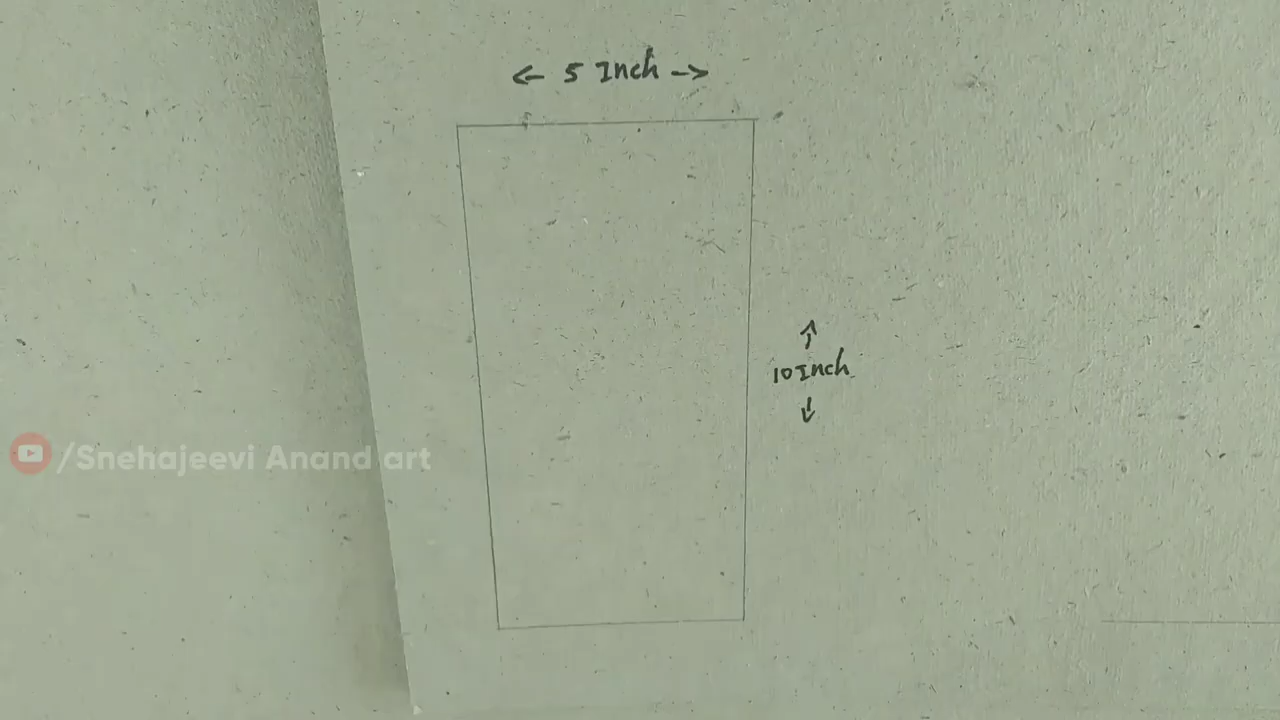 ← 5 Inch →
↑
10 Inch
↓
/Snehajeevi Anand art